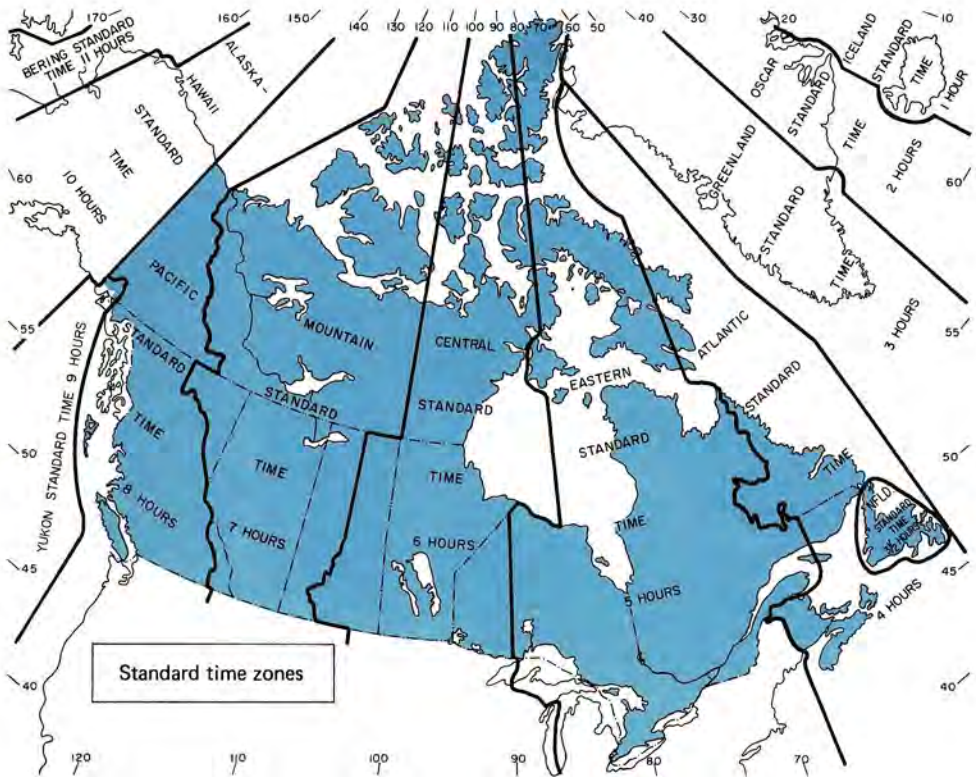 170
160
150
140
130
120
110
100
90
80
70
60
50
40
30
20
10
BERING STANDARD
TIME 11 HOURS
ALASKA-
HAWAII
STANDARD
TIME
10 HOURS
OSCAR
STANDARD
TIME
2 HOURS
ICELAND
STANDARD
TIME
1 HOUR
GREENLAND
STANDARD
TIME
3 HOURS
60
60
55
55
50
50
45
45
40
40
YUKON STANDARD TIME 9 HOURS
PACIFIC
STANDARD
TIME
8 HOURS
MOUNTAIN
STANDARD
TIME
7 HOURS
CENTRAL
STANDARD
TIME
6 HOURS
EASTERN
STANDARD
TIME
5 HOURS
ATLANTIC
STANDARD
TIME
4 HOURS
NFLD.
STANDARD
TIME
HOURS
Standard time zones
120
110
100
90
80
70